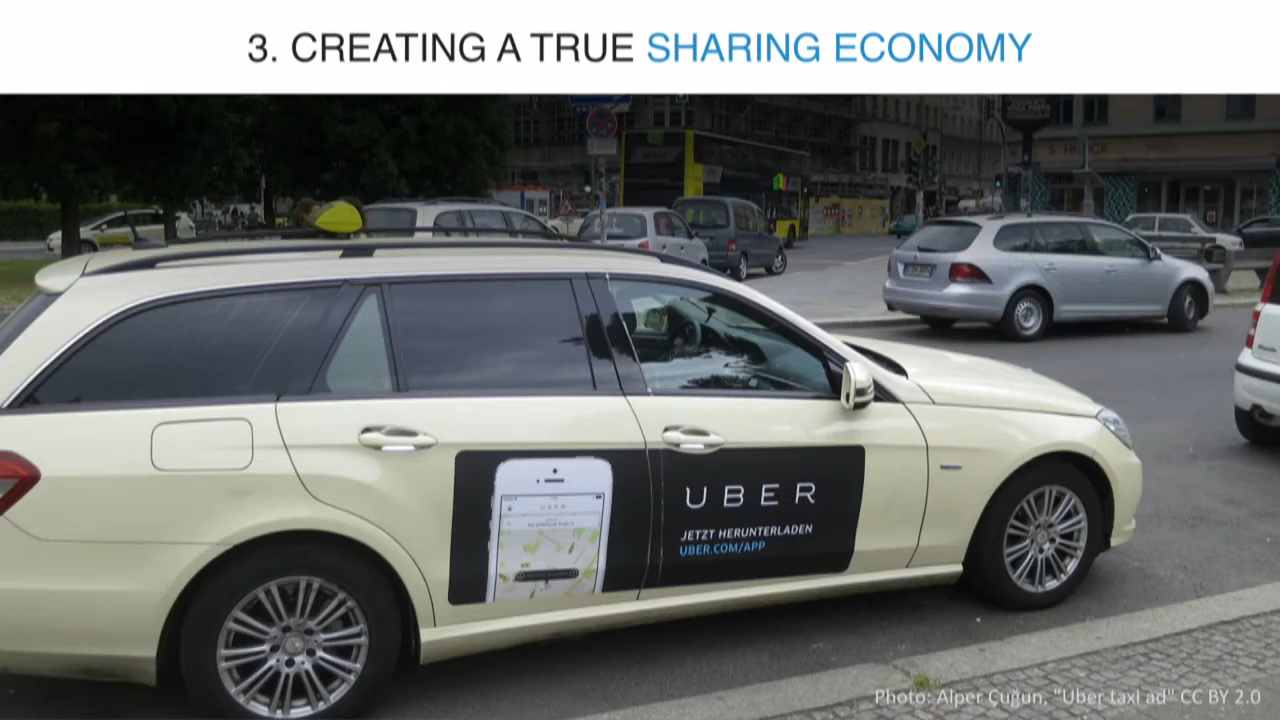 3. CREATING A TRUE SHARING ECONOMY
UBER
JETZT HERUNTERLADEN
UBER.COM/APP
Photo: Alper Çuğun, "Uber taxi ad" CC BY 2.0